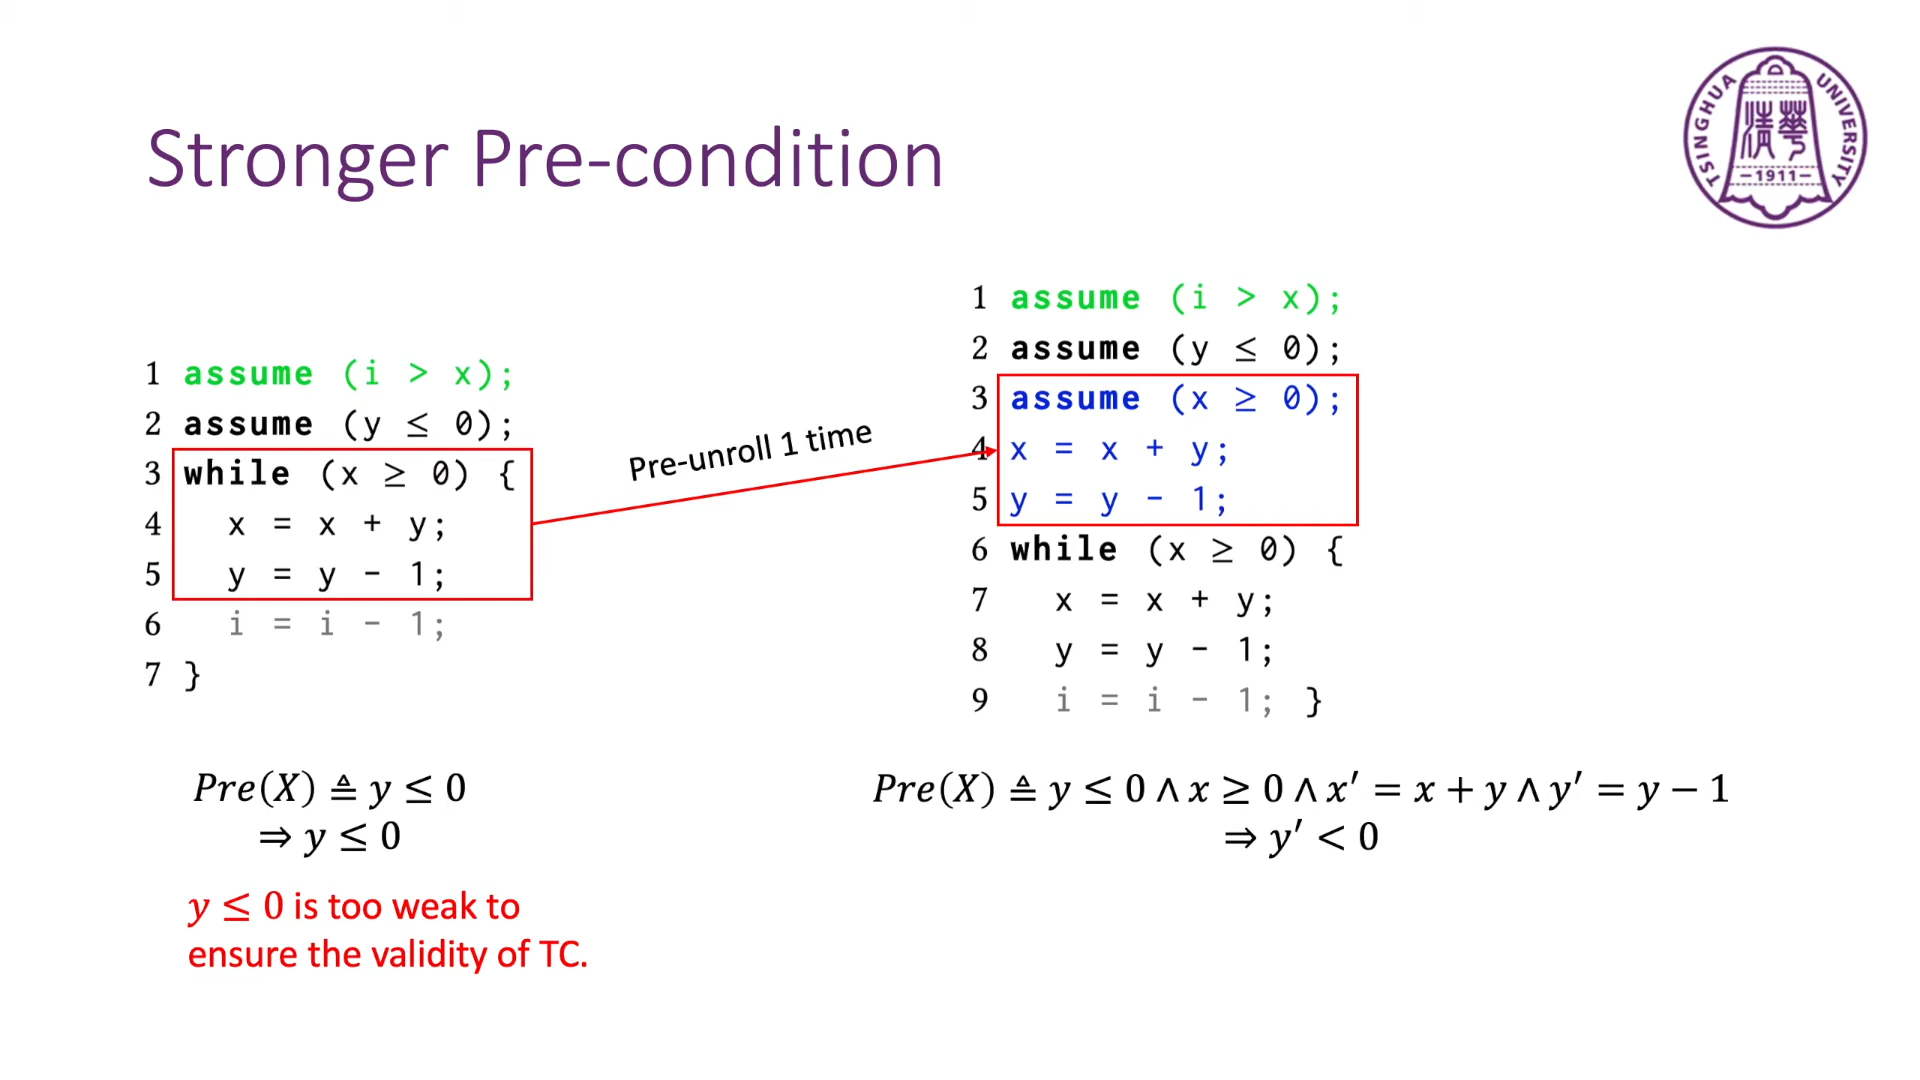 Stronger Pre-condition
TSINGHUA UNIVERSITY
清華
–1911–
1 assume (i > x);
2 assume (y ≤ 0);
3 while (x ≥ 0) {
4 x = x + y;
5 y = y - 1;
6 i = i - 1;
7 }
Pre-unroll 1 time
1 assume (i > x);
2 assume (y ≤ 0);
3 assume (x ≥ 0);
4 x = x + y;
5 y = y - 1;
6 while (x ≥ 0) {
7 x = x + y;
8 y = y - 1;
9 i = i - 1; }
Pre(X) ≜ y ≤ 0
⇒ y ≤ 0
y ≤ 0 is too weak to
ensure the validity of TC.
Pre(X) ≜ y ≤ 0 ∧ x ≥ 0 ∧ x′ = x + y ∧ y′ = y − 1
⇒ y′ < 0